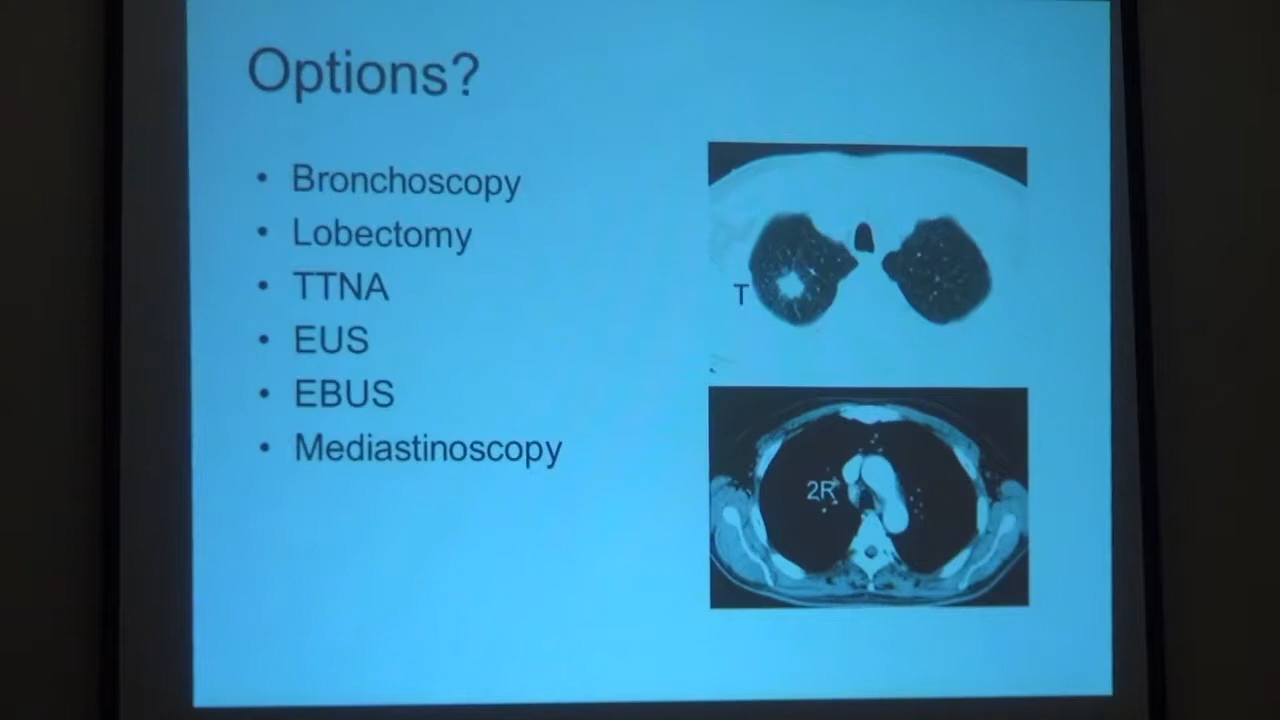 Options?
• Bronchoscopy
• Lobectomy
• TTNA
• EUS
• EBUS
• Mediastinoscopy
T
2R